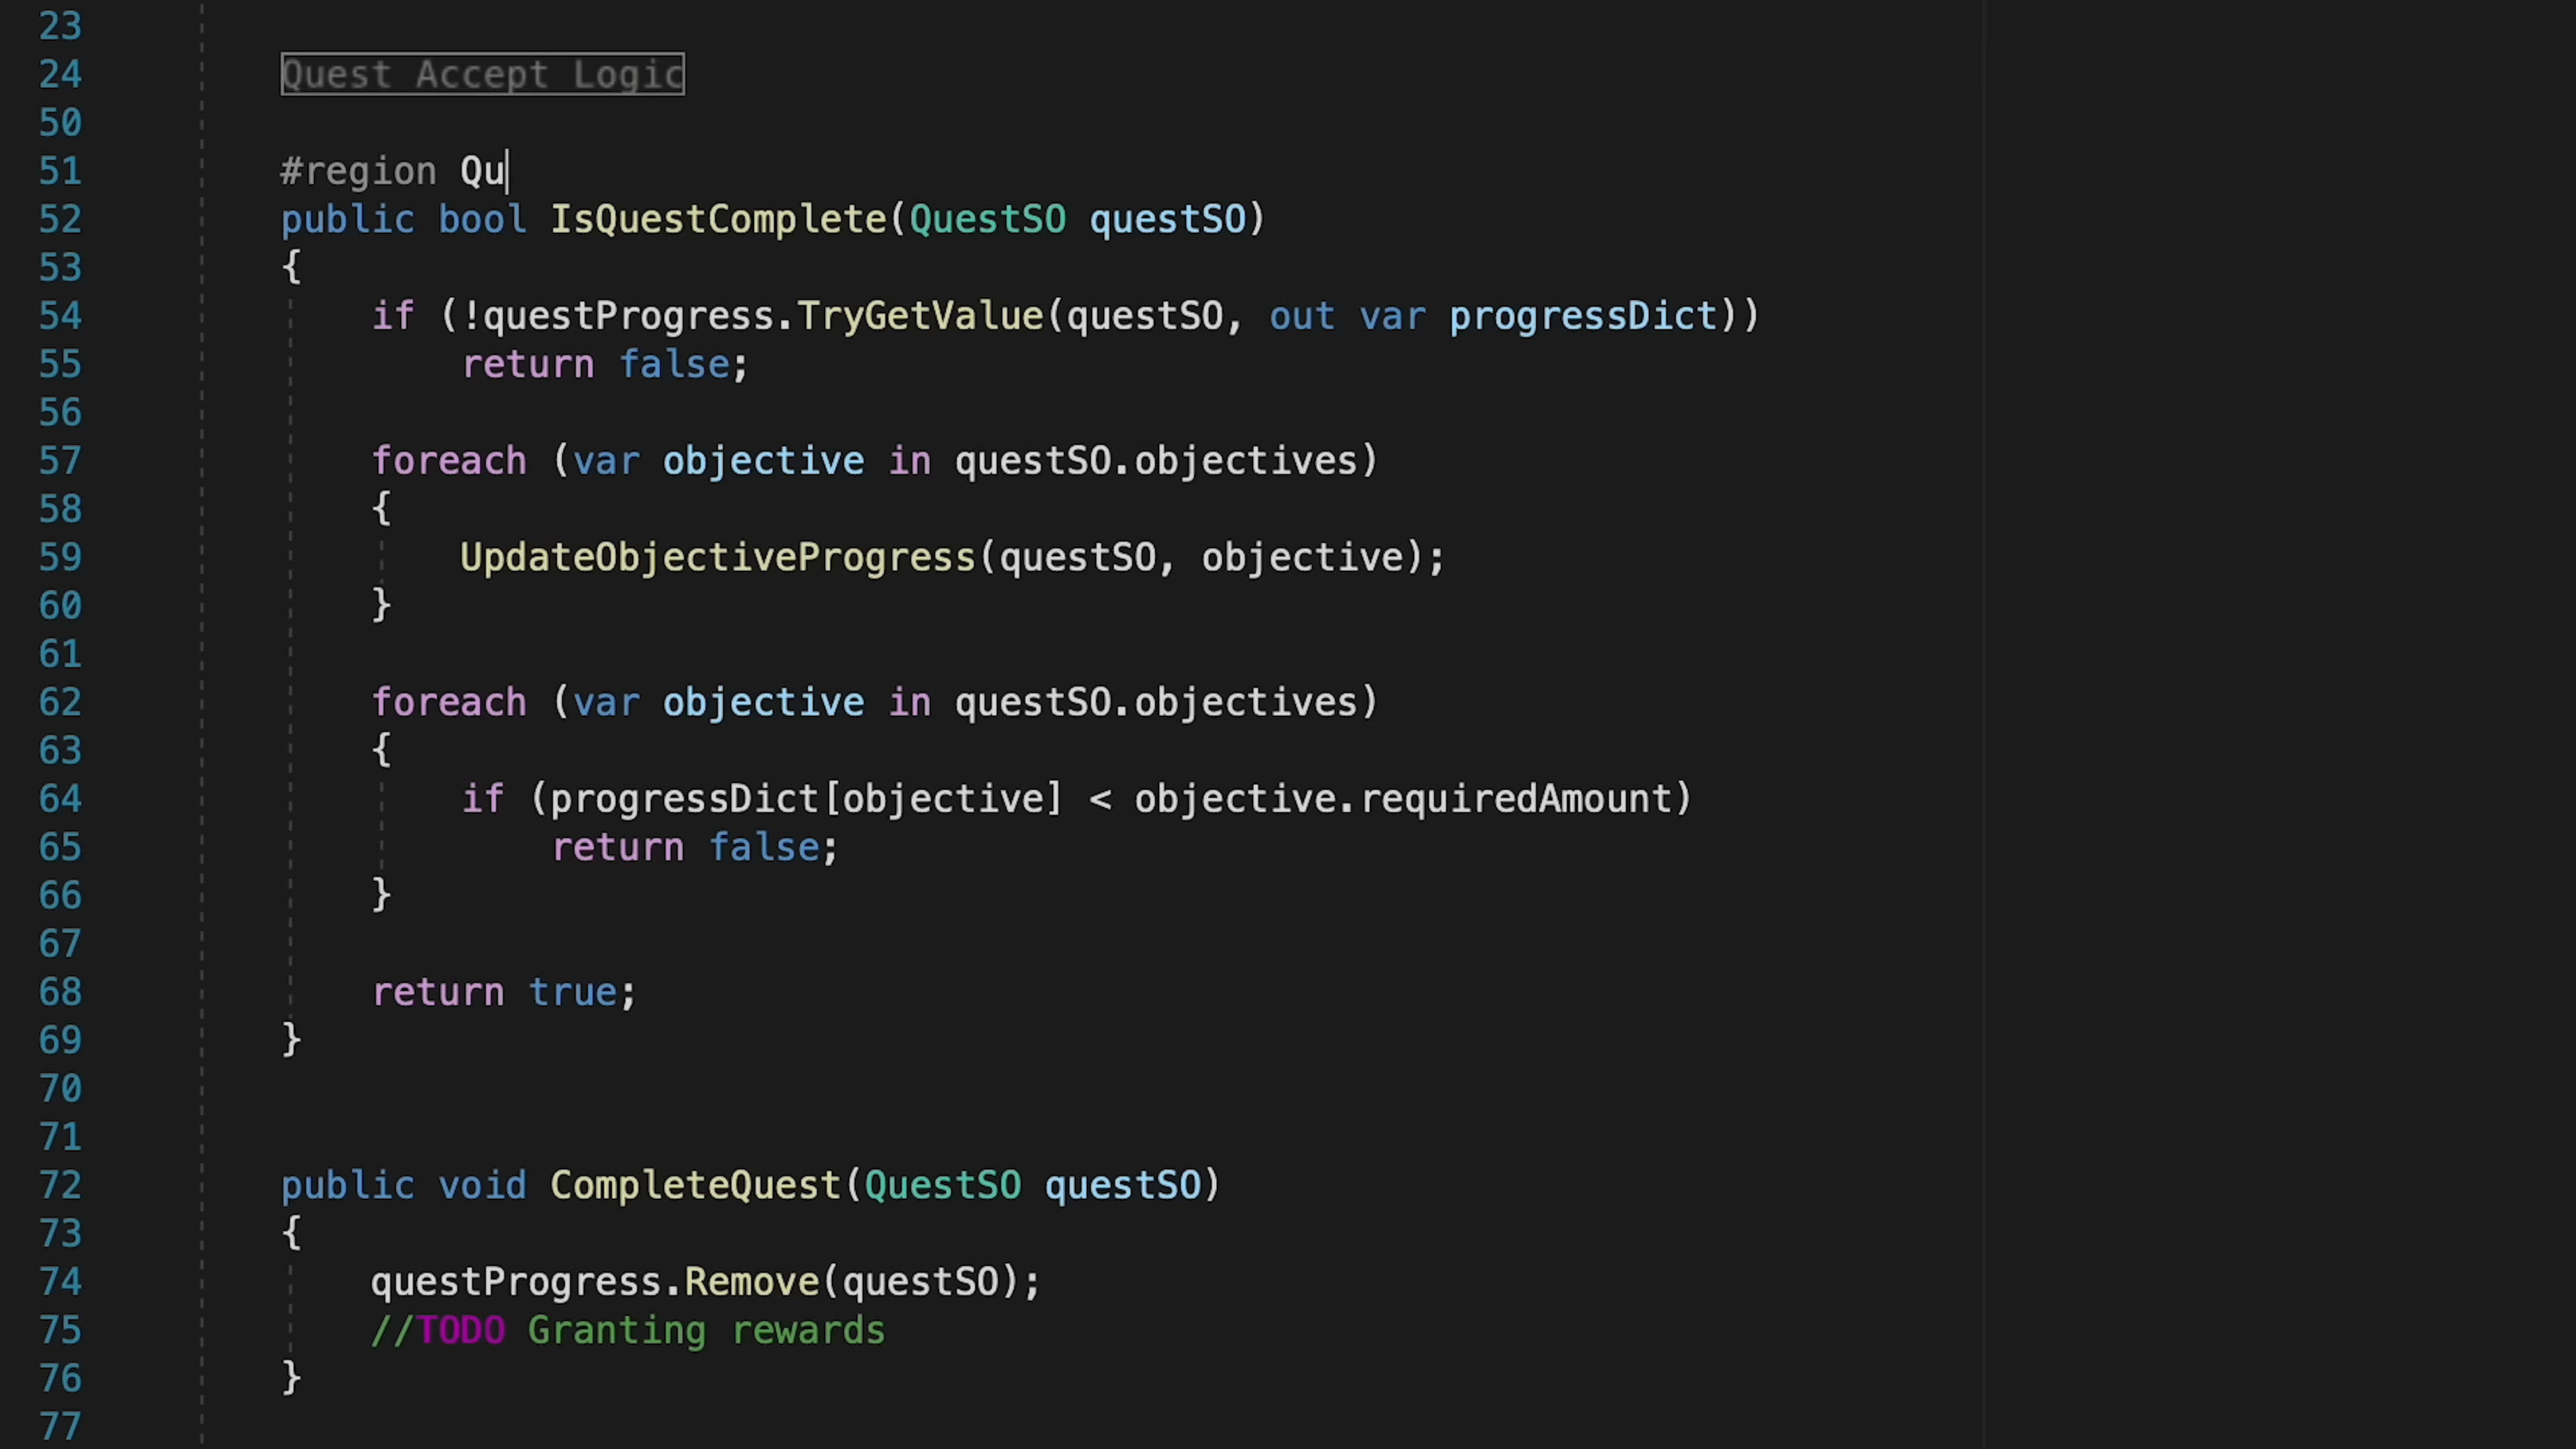 23
24 Quest Accept Logic
50
51 #region Qu
52 public bool IsQuestComplete(QuestSO questSO)
53 {
54 if (!questProgress.TryGetValue(questSO, out var progressDict))
55 return false;
56
57 foreach (var objective in questSO.objectives)
58 {
59 UpdateObjectiveProgress(questSO, objective);
60 }
61
62 foreach (var objective in questSO.objectives)
63 {
64 if (progressDict[objective] < objective.requiredAmount)
65 return false;
66 }
67
68 return true;
69 }
70
71
72 public void CompleteQuest(QuestSO questSO)
73 {
74 questProgress.Remove(questSO);
75 //TODO Granting rewards
76 }
77